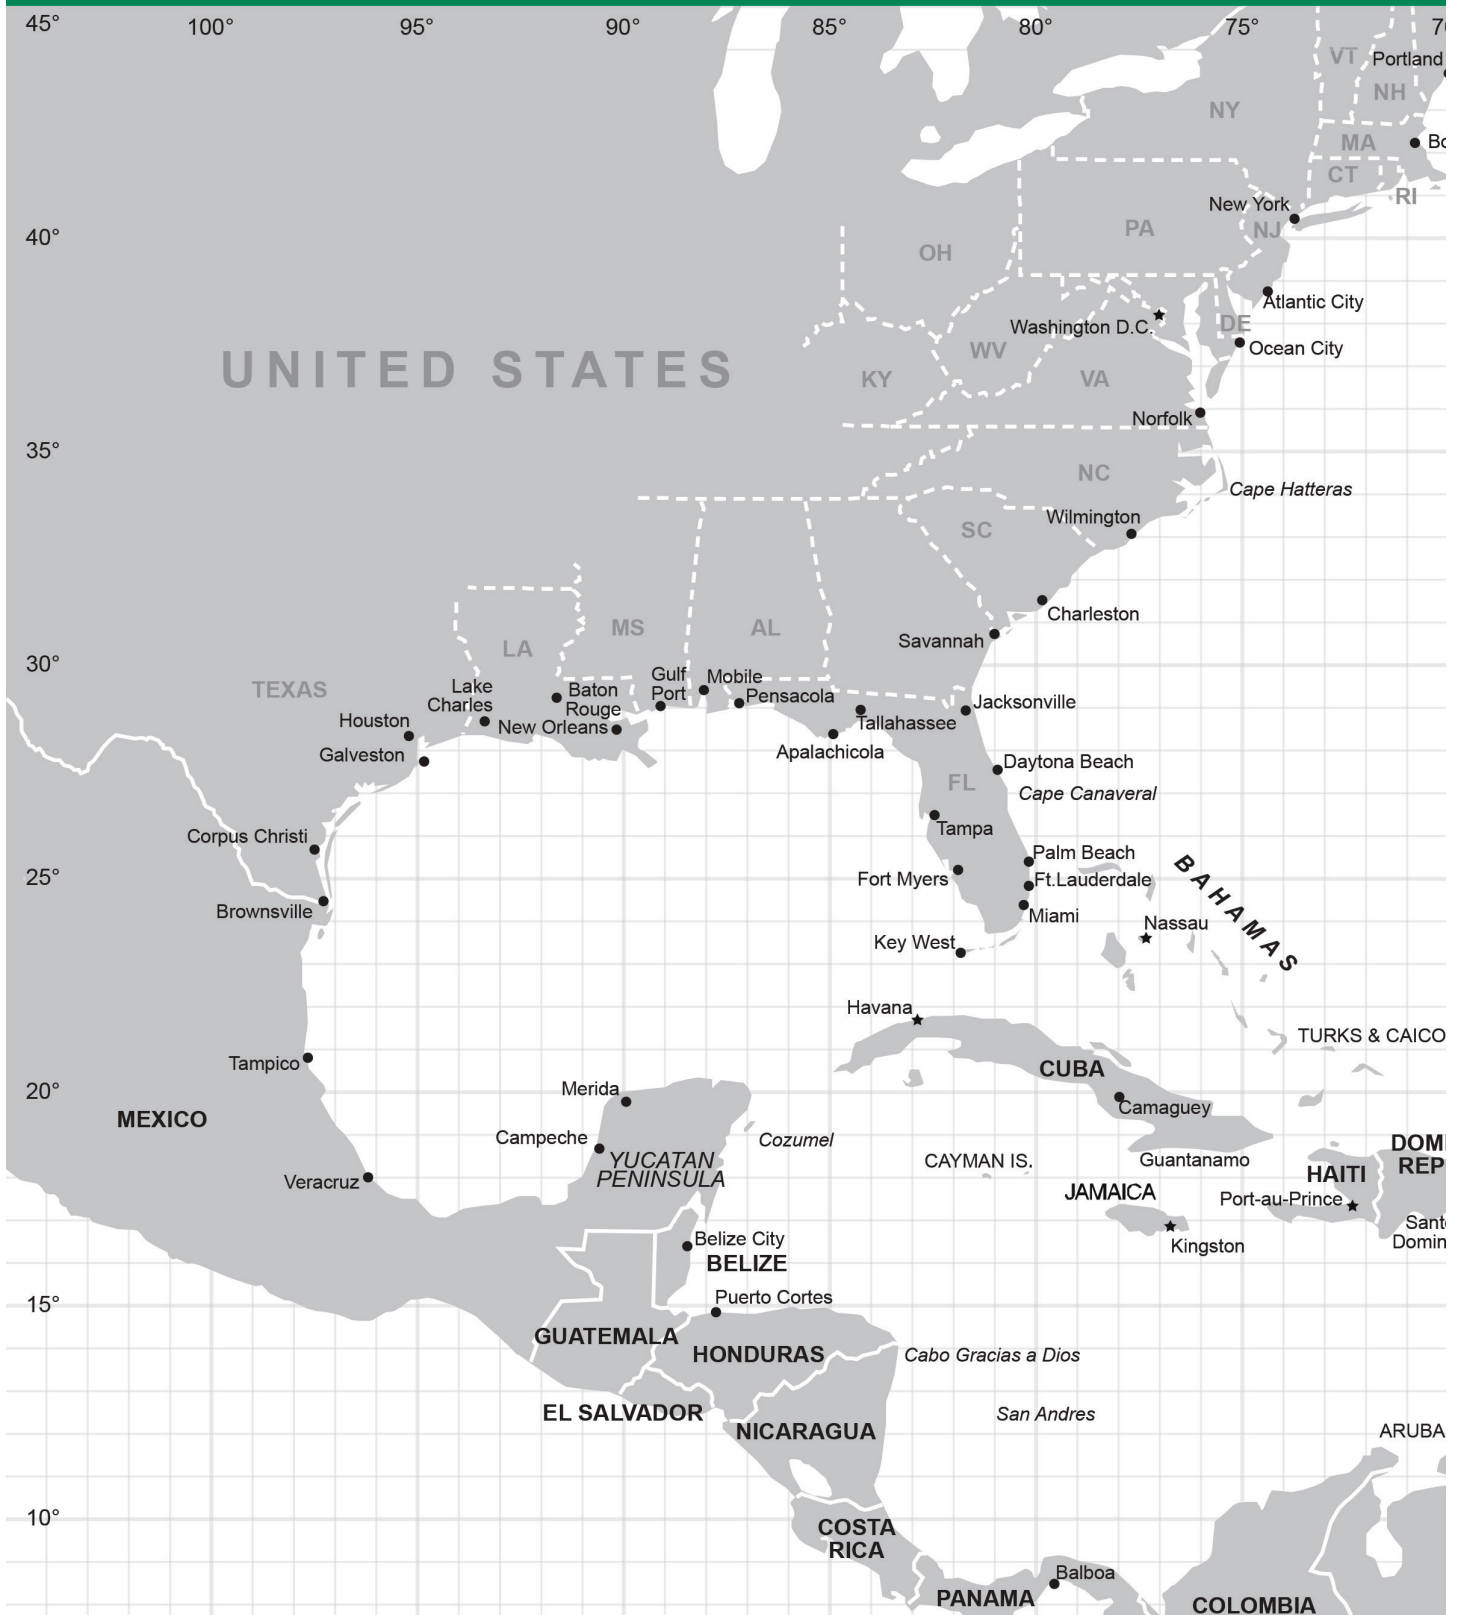 45°
100°
95°
90°
85°
80°
75°
VT
Portland
NH
NY
MA
CT
RI
New York
NJ
40°
PA
OH
Atlantic City
Washington D.C.
DE
Ocean City
WV
UNITED STATES
KY
VA
Norfolk
35°
NC
Cape Hatteras
Wilmington
SC
Charleston
MS
AL
Savannah
LA
30°
TEXAS
Gulf
Port
Mobile
Lake
Charles
Baton
Rouge
Pensacola
Jacksonville
Houston
New Orleans
Tallahassee
Galveston
Apalachicola
Daytona Beach
FL
Cape Canaveral
Tampa
Corpus Christi
Palm Beach
25°
Fort Myers
Ft.Lauderdale
BAHAMAS
Brownsville
Miami
Nassau
Key West
Havana
TURKS & CAICO
Tampico
CUBA
20°
Merida
Camaguey
MEXICO
Campeche
Cozumel
DOMI
REP
YUCATAN
PENINSULA
CAYMAN IS.
Guantanamo
HAITI
Veracruz
JAMAICA
Port-au-Prince
Belize City
Kingston
Domin
BELIZE
15°
Puerto Cortes
GUATEMALA
HONDURAS
Cabo Gracias a Dios
EL SALVADOR
San Andres
NICARAGUA
ARUBA
10°
COSTA
RICA
Balboa
PANAMA
COLOMBIA